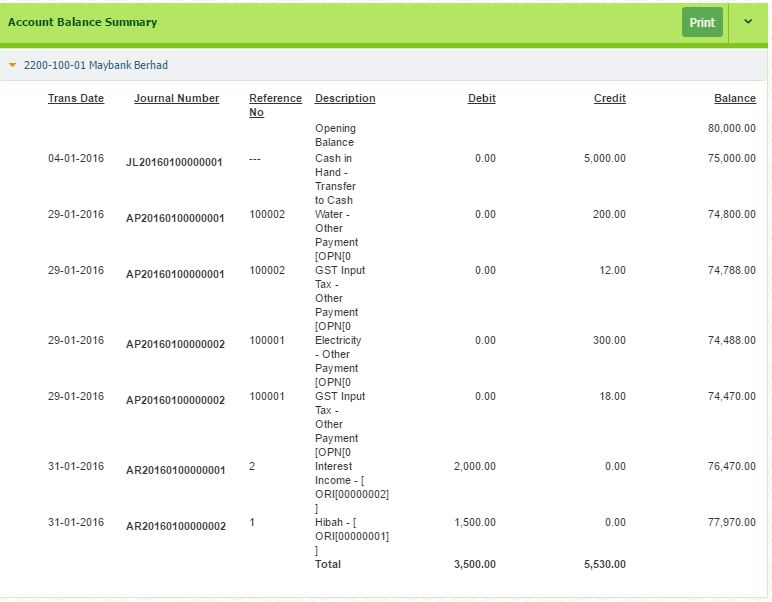 Account Balance Summary Print
2200-100-01 Maybank Berhad
Trans Date Journal Number Reference Description Debit Credit Balance
No
Opening 80,000.00
Balance
04-01-2016 JL20160100000001 --- Cash in 0.00 5,000.00 75,000.00
Hand -
Transfer
to Cash
29-01-2016 AP20160100000001 100002 Water - 0.00 200.00 74,800.00
Other
Payment
[OPN[0
29-01-2016 AP20160100000001 100002 GST Input 0.00 12.00 74,788.00
Tax -
Other
Payment
[OPN[0
29-01-2016 AP20160100000002 100001 Electricity 0.00 300.00 74,488.00
- Other
Payment
[OPN[0
29-01-2016 AP20160100000002 100001 GST Input 0.00 18.00 74,470.00
Tax -
Other
Payment
[OPN[0
31-01-2016 AR20160100000001 2 Interest 2,000.00 0.00 76,470.00
Income - [
ORI[00000002]
]
31-01-2016 AR20160100000002 1 Hibah - [ 1,500.00 0.00 77,970.00
ORI[00000001]
]
Total 3,500.00 5,530.00